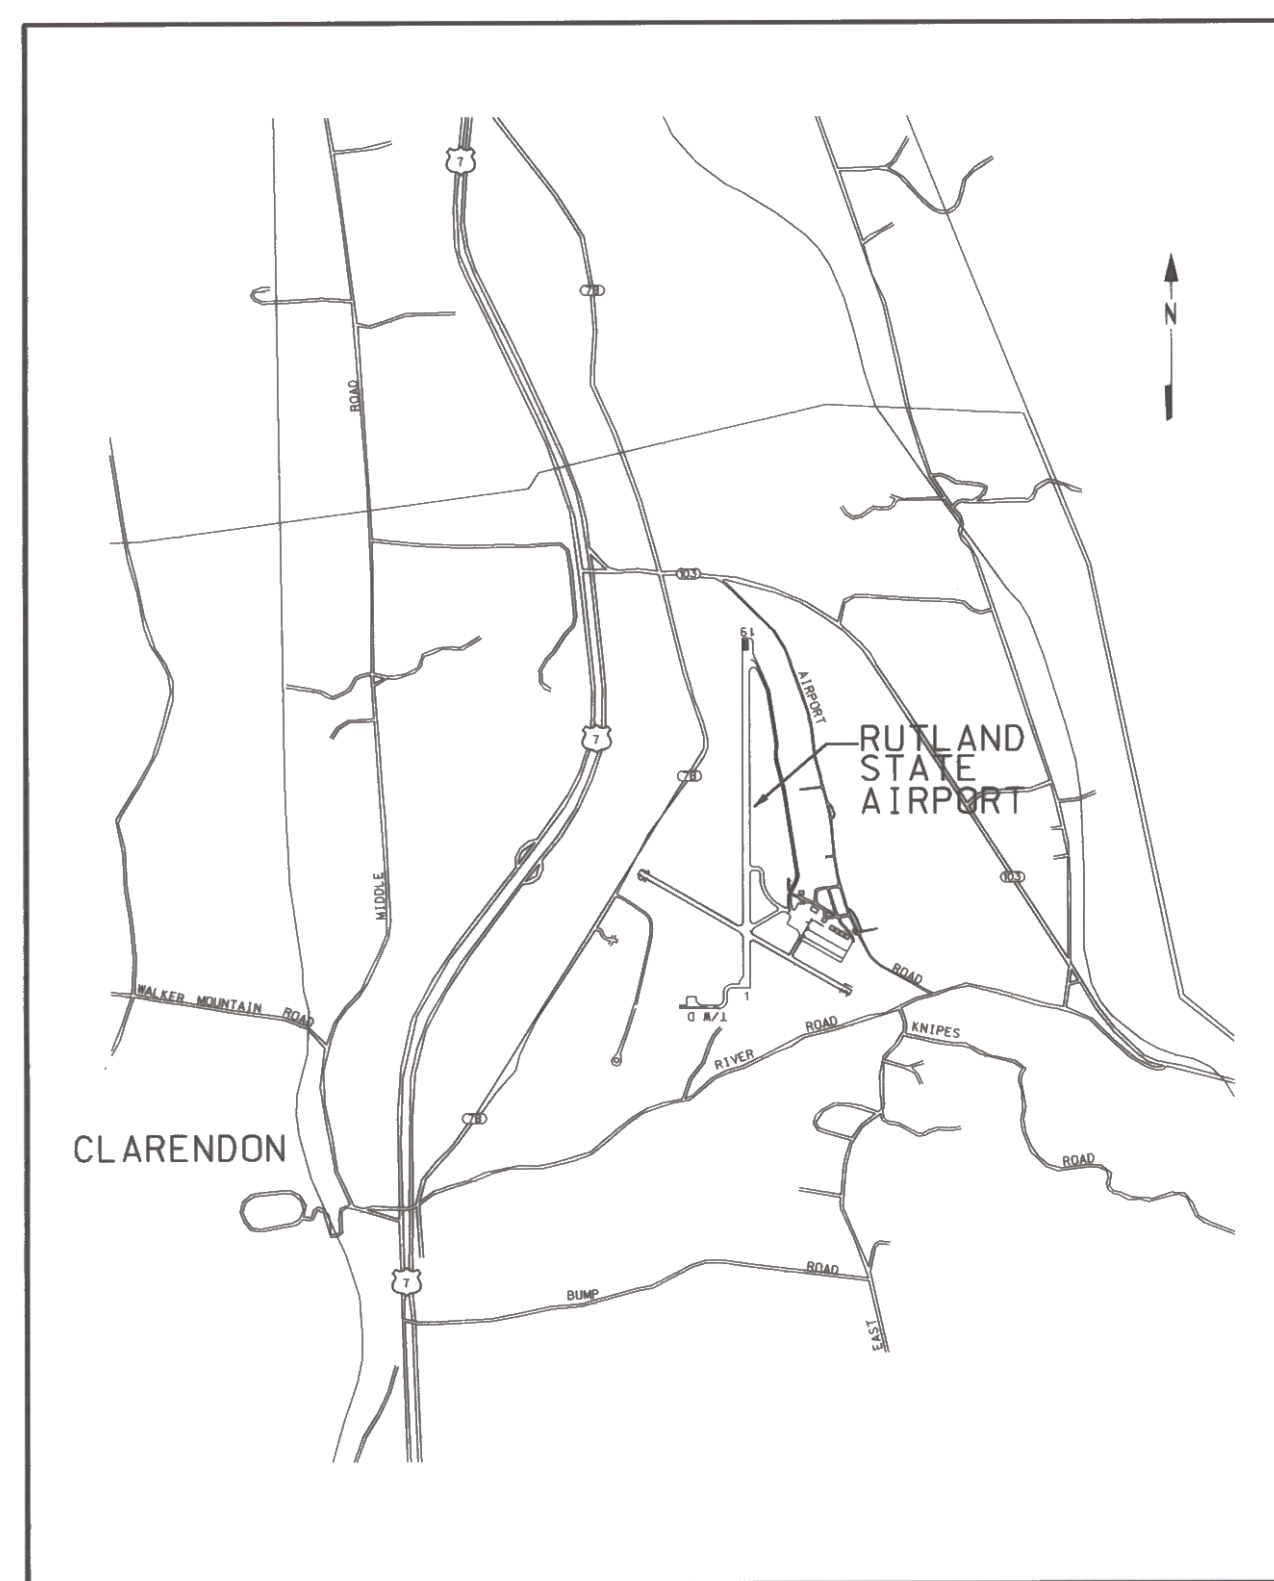 7
7B
N
ROAD
103
19
AIRPORT
7
RUTLAND
STATE
AIRPORT
7B
103
MIDDLE
WALKER MOUNTAIN ROAD
ROAD
1
T/W D
ROAD
KNIPES
RIVER
7B
CLARENDON
ROAD
ROAD
7
BUMP
EAST